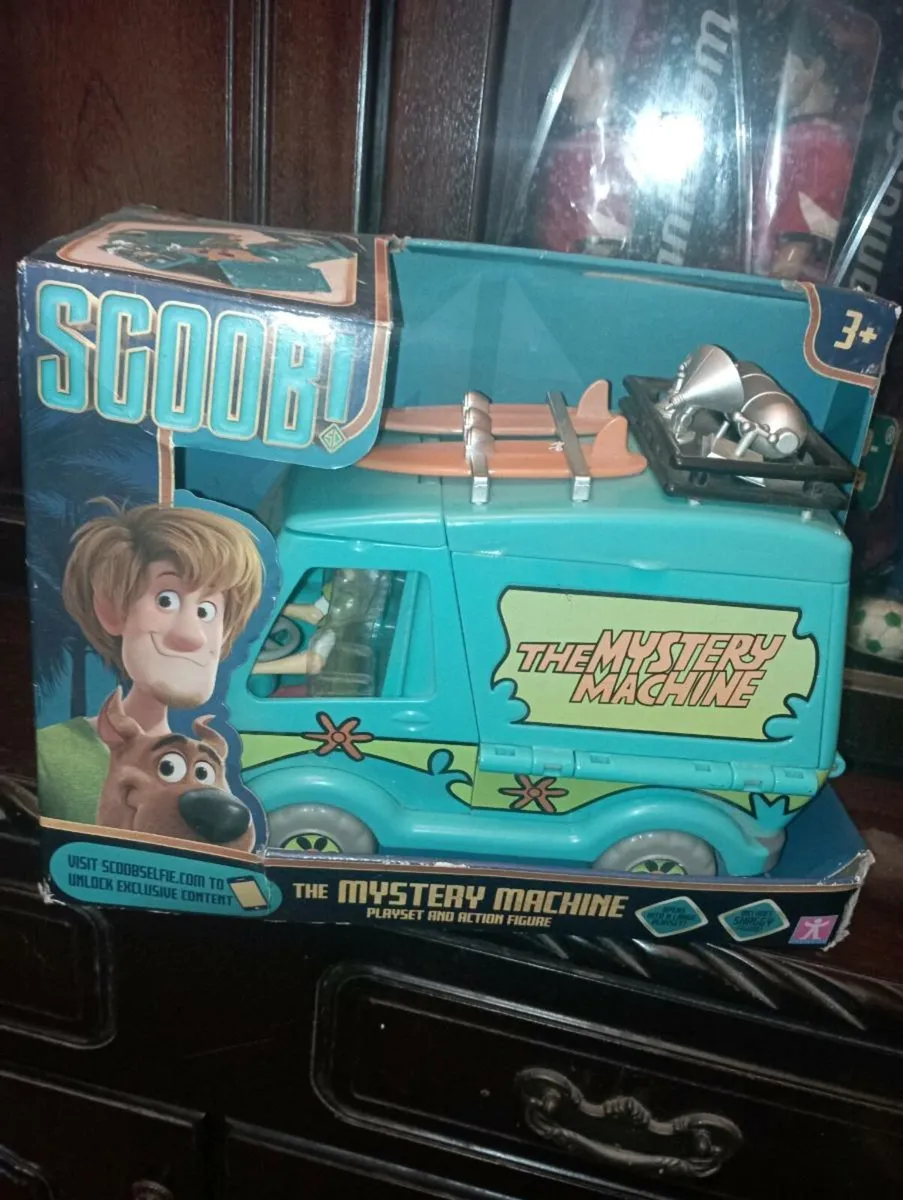 SCOOB!
SD
3+
THE MYSTERY
MACHINE
VISIT SCOOBSELFIE.COM TO
UNLOCK EXCLUSIVE CONTENT
THE MYSTERY MACHINE
PLAYSET AND ACTION FIGURE